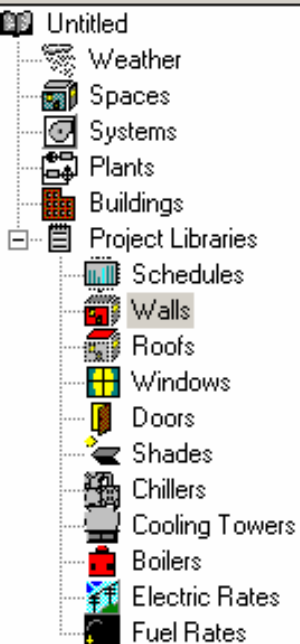 Untitled
Weather
Spaces
Systems
Plants
Buildings
Project Libraries
Schedules
Walls
Roofs
Windows
Doors
Shades
Chillers
Cooling Towers
Boilers
Electric Rates
Fuel Rates